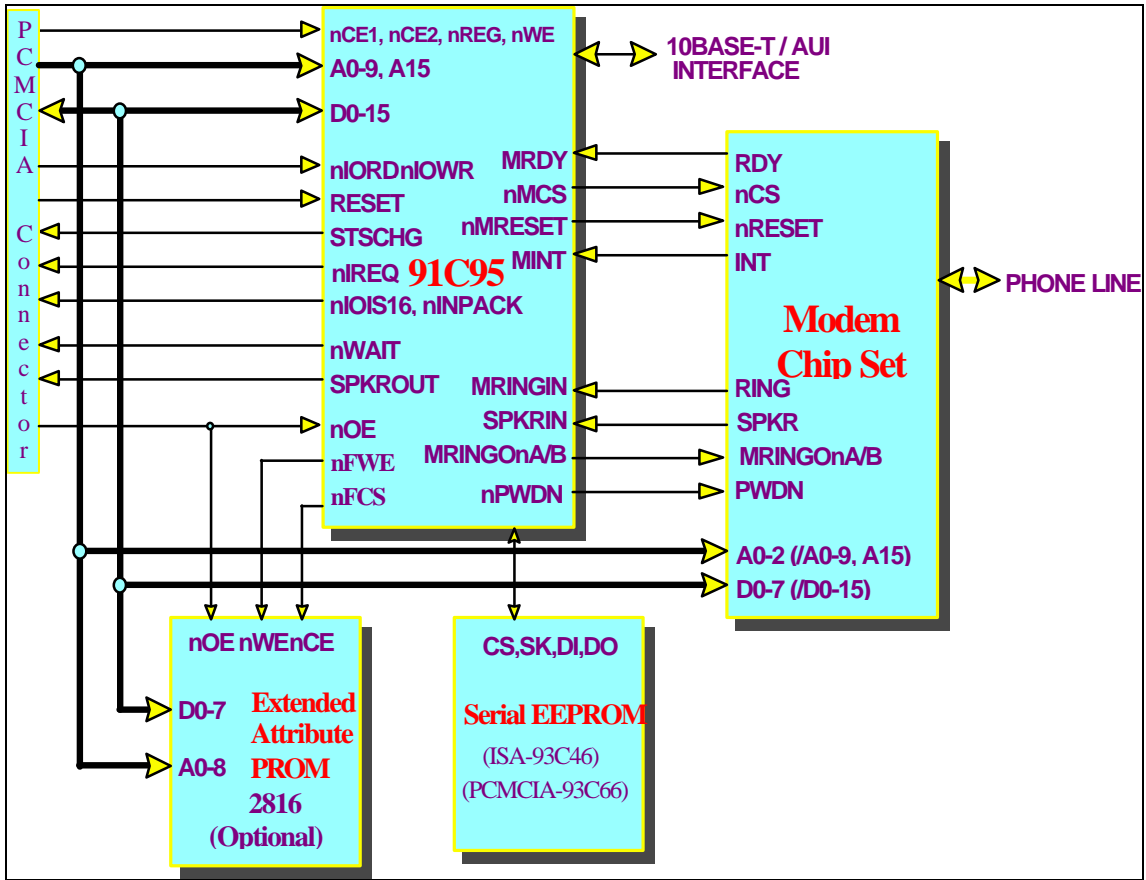 PCMCIA Connector
nCE1, nCE2, nREG, nWE
A0-9, A15
D0-15
nIORDnIOWR
RESET
STSCHG
nIREQ
91C95
nIOIS16, nINPACK
nWAIT
SPKROUT
nOE
nFWE
nFCS
MRDY
nMCS
nMRESET
MINT
MRINGIN
SPKRIN
MRINGOnA/B
nPWDN
10BASE-T / AUI
INTERFACE
RDY
nCS
nRESET
INT
Modem
Chip Set
RING
SPKR
MRINGOnA/B
PWDN
A0-2 (/A0-9, A15)
D0-7 (/D0-15)
PHONE LINE
nOE nWEnCE
D0-7
A0-8
Extended
Attribute
PROM
2816
(Optional)
CS,SK,DI,DO
Serial EEPROM
(ISA-93C46)
(PCMCIA-93C66)